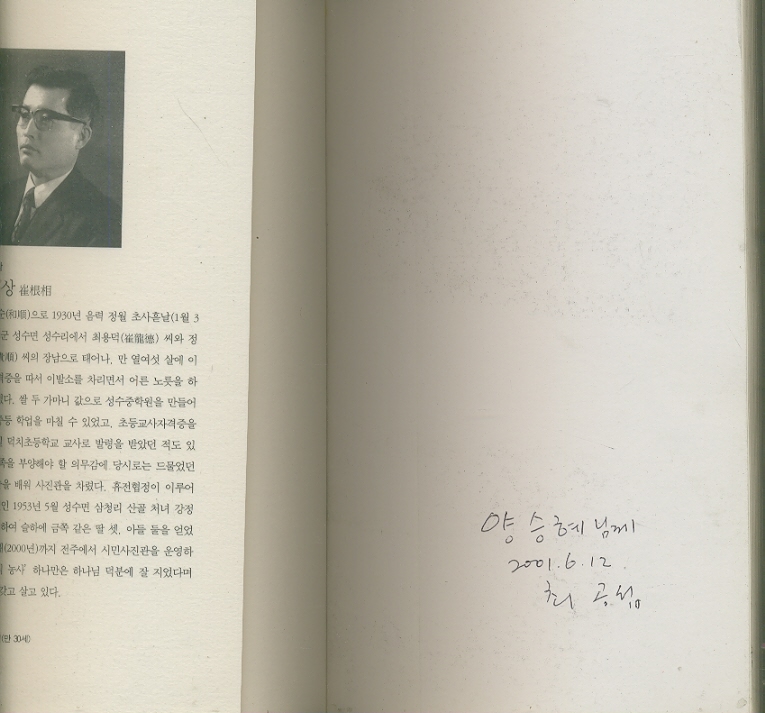 상 崔根相
순(和順)으로 1930년 음력 정월 초사흗날(1월 3
군 성수면 성수리에서 최용덕(崔龍德) 씨와 정
順) 씨의 장남으로 태어나, 만 열여섯 살에 이
격증을 따서 이발소를 차리면서 어른 노릇을 하
다. 쌀 두 가마니 값으로 성수중학원을 만들어
중등 학업을 마칠 수 있었고, 초등교사자격증을
덕치초등학교 교사로 발령을 받았던 적도 있
족을 부양해야 할 의무감에 당시로는 드물었던
을 배워 사진관을 차렸다. 휴전협정이 이루어
인 1953년 5월 성수면 삼청리 산골 처녀 강정
하여 슬하에 금쪽 같은 딸 셋, 아들 둘을 얻었
해(2000년)까지 전주에서 시민사진관을 운영하
농사' 하나만은 하나님 덕분에 잘 지었다며
갖고 살고 있다.
(만 30세)
양승혜님께
2001.6.12.
최공섭